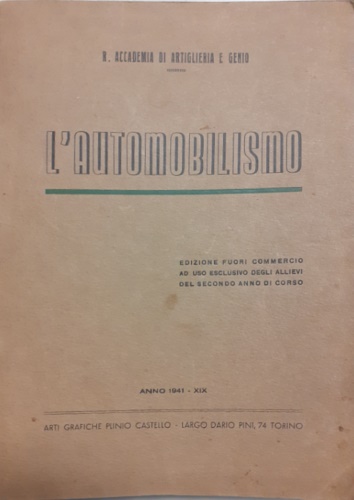 R. ACCADEMIA DI ARTIGLIERIA E GENIO
L'AUTOMOBILISMO
EDIZIONE FUORI COMMERCIO
AD USO ESCLUSIVO DEGLI ALLIEVI
DEL SECONDO ANNO DI CORSO
ANNO 1941 - XIX
ARTI GRAFICHE PLINIO CASTELLO - LARGO DARIO PINI, 74 TORINO